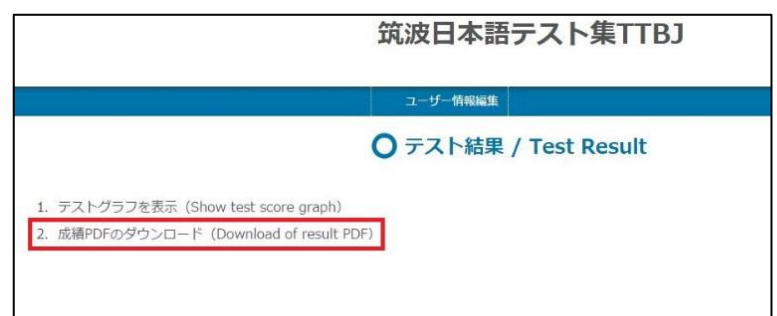 筑波日本語テスト集TTBJ
ユーザー情報編集
テスト結果 / Test Result
1. テストグラフを表示 (Show test score graph)
2. 成績PDFのダウンロード (Download of result PDF)